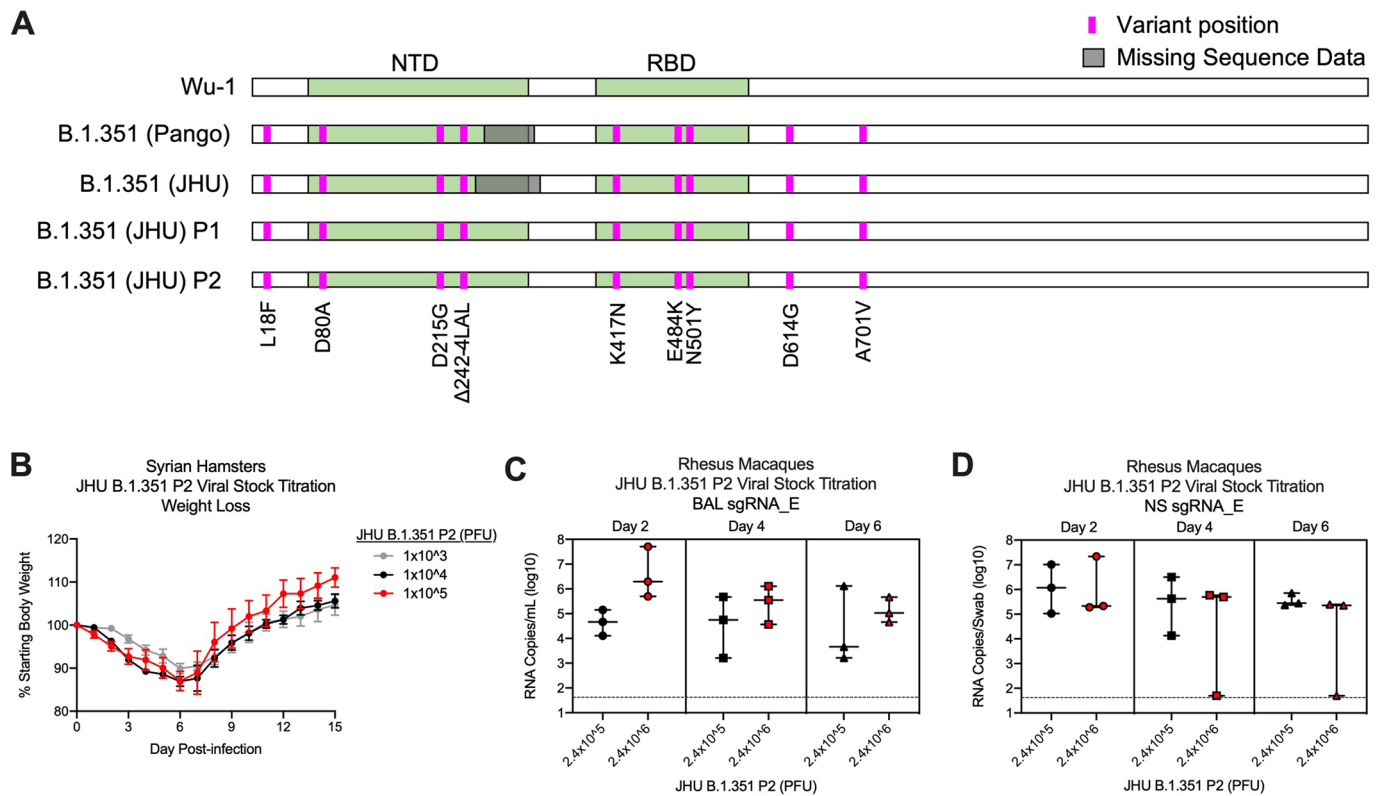 A
Variant position
Missing Sequence Data
NTD
RBD
Wu-1
B.1.351 (Pango)
B.1.351 (JHU)
B.1.351 (JHU) P1
B.1.351 (JHU) P2
L18F
D80A
D215G
Δ242-4LAL
K417N
E484K
N501Y
D614G
A701V
B
Syrian Hamsters
JHU B.1.351 P2 Viral Stock Titration
Weight Loss
JHU B.1.351 P2 (PFU)
1x10^3
1x10^4
1x10^5
% Starting Body Weight
120
110
100
90
80
0 3 6 9 12 15
Day Post-infection
C
Rhesus Macaques
JHU B.1.351 P2 Viral Stock Titration
BAL sgRNA_E
Day 2 Day 4 Day 6
RNA Copies/mL (log10)
8
7
6
5
4
3
2
1
2.4x10^5 2.4x10^6 2.4x10^5 2.4x10^6 2.4x10^5 2.4x10^6
JHU B.1.351 P2 (PFU)
D
Rhesus Macaques
JHU B.1.351 P2 Viral Stock Titration
NS sgRNA_E
Day 2 Day 4 Day 6
RNA Copies/Swab (log10)
8
7
6
5
4
3
2
1
2.4x10^5 2.4x10^6 2.4x10^5 2.4x10^6 2.4x10^5 2.4x10^6
JHU B.1.351 P2 (PFU)